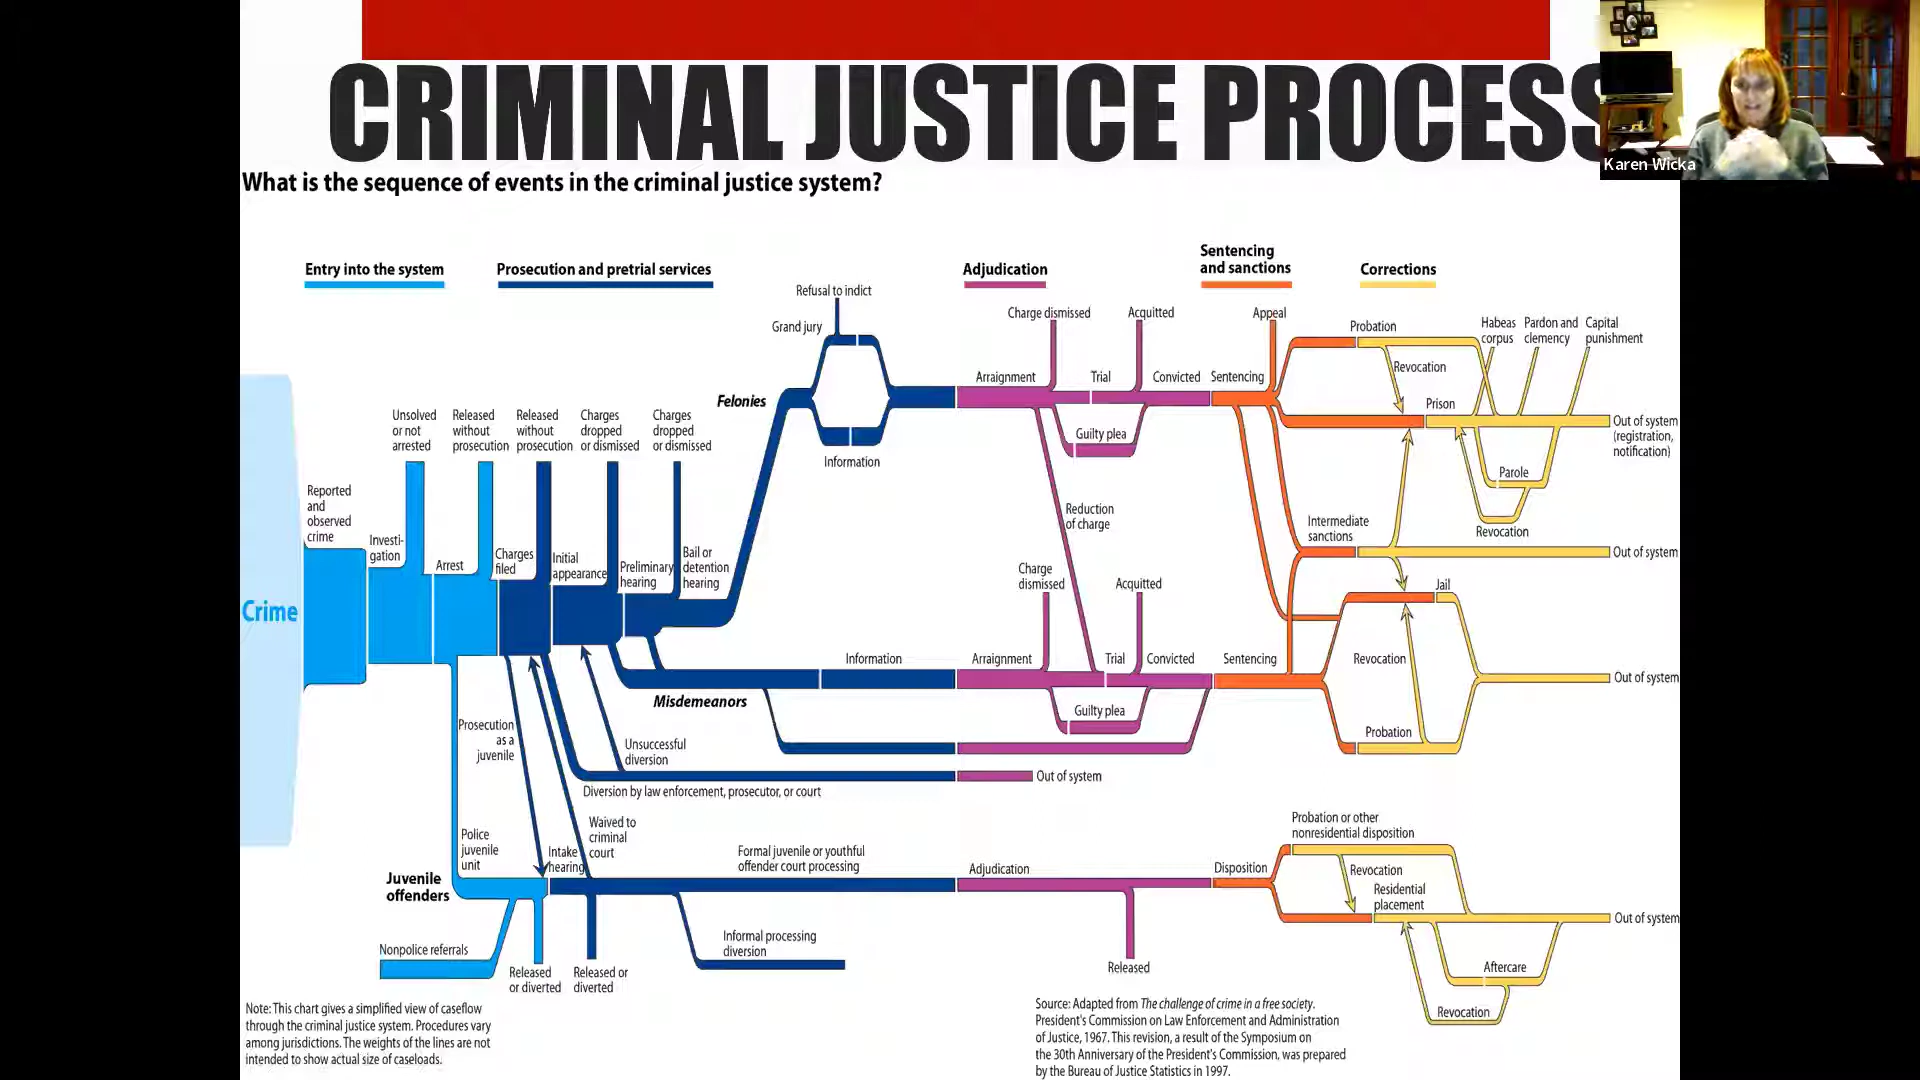 CRIMINAL JUSTICE PROCESS
Karen Wicka
What is the sequence of events in the criminal justice system?
Entry into the system
Prosecution and pretrial services
Adjudication
Sentencing
and sanctions
Corrections
Refusal to indict
Grand jury
Felonies
Information
Charge dismissed
Acquitted
Appeal
Probation
Habeas
corpus
Pardon and
clemency
Capital
punishment
Arraignment
Trial
Convicted
Sentencing
Revocation
Prison
Guilty plea
Out of system
(registration,
notification)
Parole
Revocation
Unsolved
or not
arrested
Released
without
prosecution
Released
without
prosecution
Charges
dropped
or dismissed
Charges
dropped
or dismissed
Reported
and
observed
crime
Investi-
gation
Arrest
Charges
filed
Initial
appearance
Preliminary
hearing
Bail or
detention
hearing
Crime
Reduction
of charge
Intermediate
sanctions
Out of system
Charge
dismissed
Acquitted
Jail
Information
Arraignment
Trial
Convicted
Sentencing
Revocation
Out of system
Misdemeanors
Guilty plea
Probation
Prosecution
as a
juvenile
Unsuccessful
diversion
Out of system
Diversion by law enforcement, prosecutor, or court
Police
juvenile
unit
Waived to
criminal
court
Intake
hearing
Formal juvenile or youthful
offender court processing
Adjudication
Disposition
Probation or other
nonresidential disposition
Revocation
Residential
placement
Out of system
Juvenile
offenders
Nonpolice referrals
Released
or diverted
Released or
diverted
Informal processing
diversion
Released
Aftercare
Revocation
Note: This chart gives a simplified view of caseflow
through the criminal justice system. Procedures vary
among jurisdictions. The weights of the lines are not
intended to show actual size of caseloads.
Source: Adapted from The challenge of crime in a free society.
President's Commission on Law Enforcement and Administration
of Justice, 1967. This revision, a result of the Symposium on
the 30th Anniversary of the President's Commission, was prepared
by the Bureau of Justice Statistics in 1997.